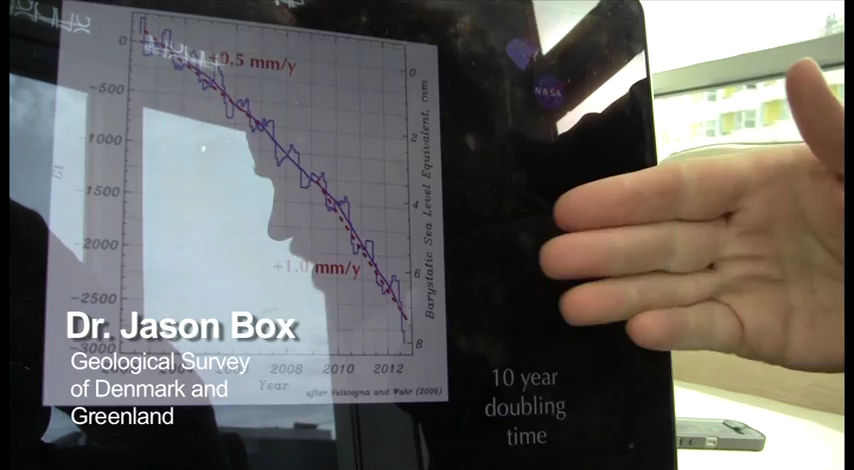 0
+0.5 mm/y
0
NASA
-500
-1000
2
-1500
4
-2000
+1.0 mm/y
6
-2500
8
-3000
2008
2010
2012
Year
Barystatic Sea Level Equivalent, mm
after Velicogna and Wahr (2006)
Dr. Jason Box
Geological Survey
of Denmark and
Greenland
10 year
doubling
time